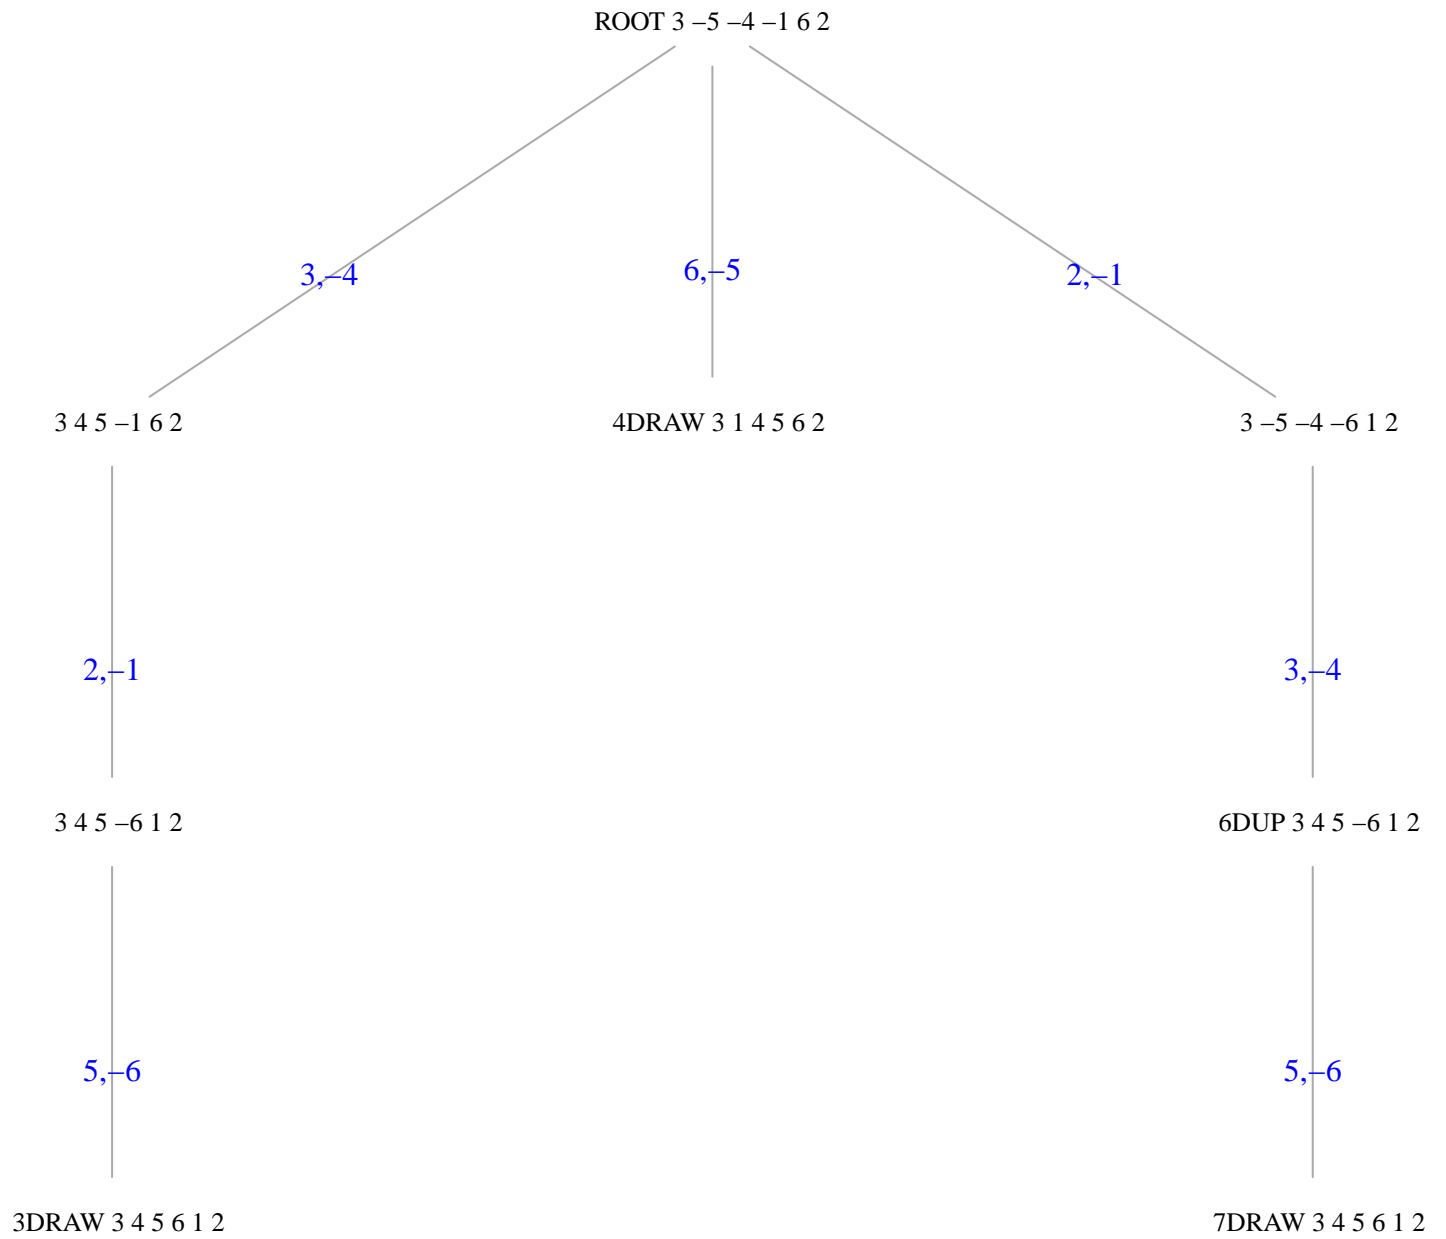 ROOT 3 –5 –4 –1 6 2
3,–4
6,–5
2,–1
3 4 5 –1 6 2
4DRAW 3 1 4 5 6 2
3 –5 –4 –6 1 2
2,–1
3,–4
3 4 5 –6 1 2
6DUP 3 4 5 –6 1 2
5,–6
5,–6
3DRAW 3 4 5 6 1 2
7DRAW 3 4 5 6 1 2